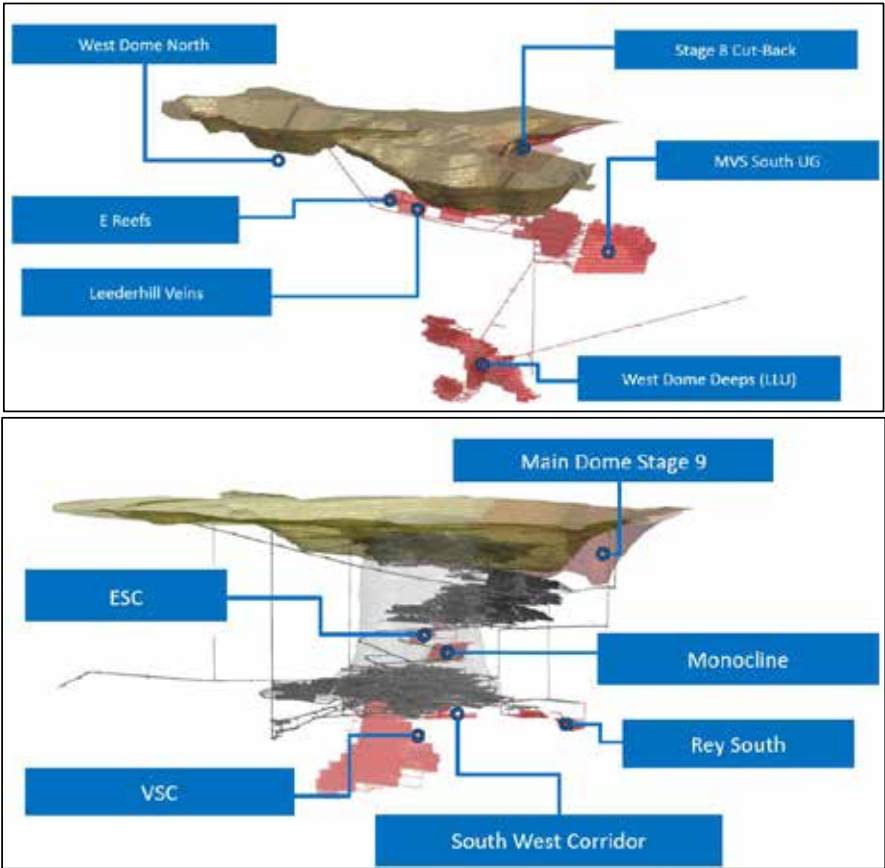 West Dome North
Stage 8 Cut-Back
MVS South UG
E Reefs
Leederhill Veins
West Dome Deeps (LLU)
Main Dome Stage 9
ESC
Monocline
Rey South
VSC
South West Corridor